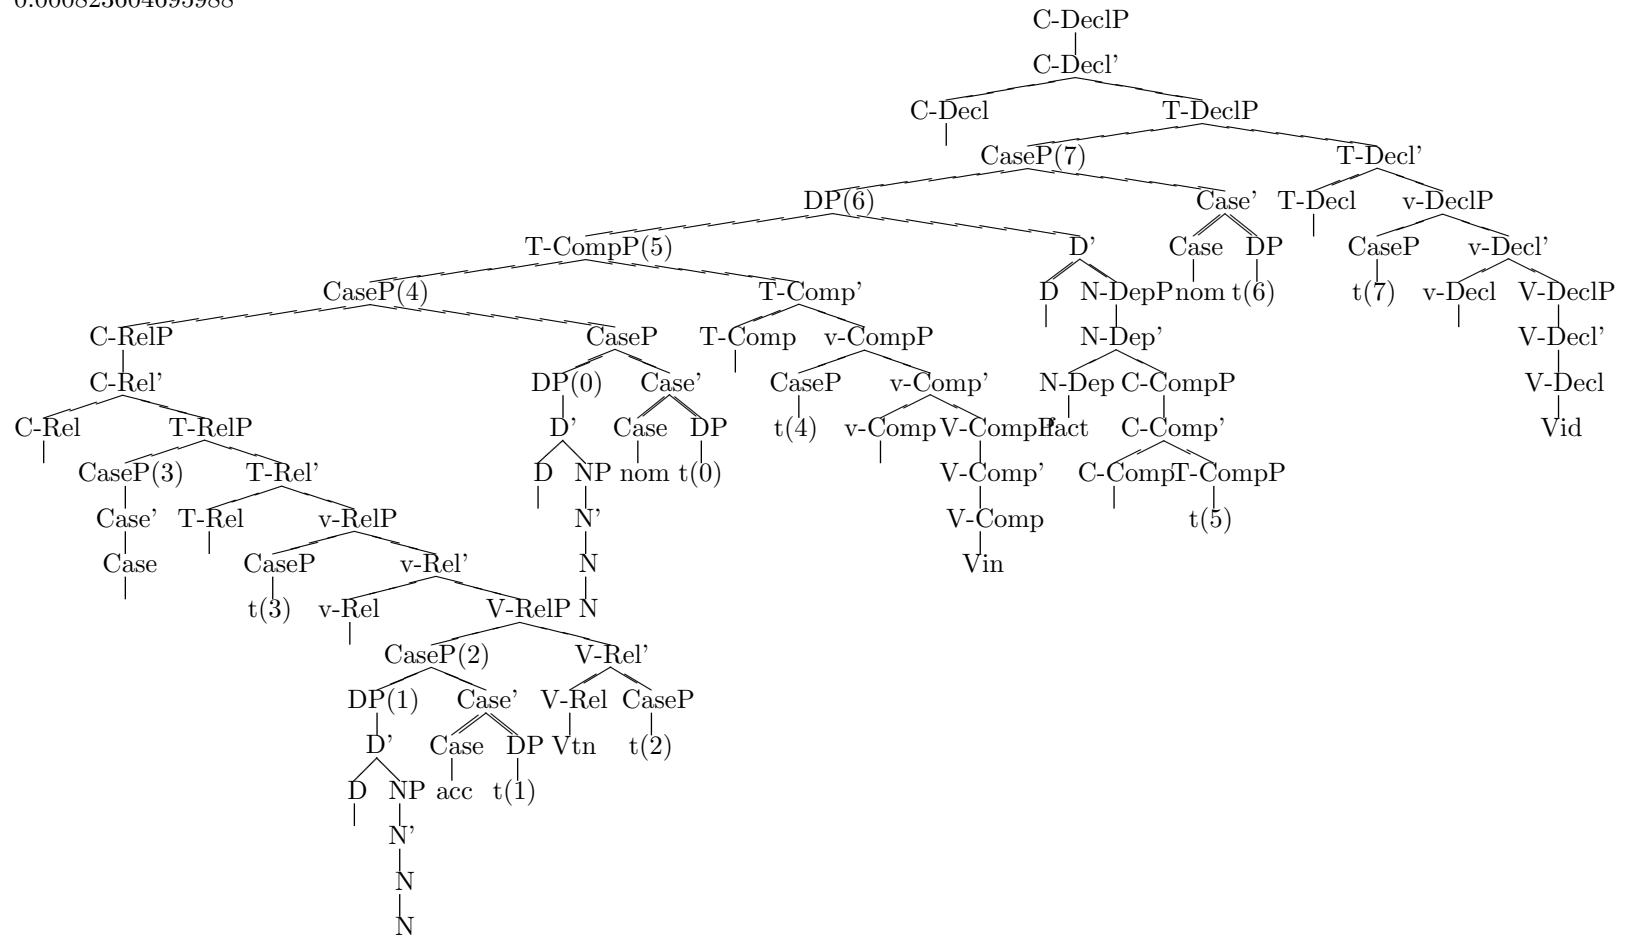 C-DeclP
C-Decl'
C-Decl T-DeclP
CaseP(7) T-Decl'
DP(6) Case' T-Decl v-DeclP
T-CompP(5) D' Case DP CaseP v-Decl'
CaseP(4) T-Comp' D N-DepP nom t(6) t(7) v-Decl V-DeclP
C-RelP CaseP T-Comp v-CompP N-Dep' V-Decl'
C-Rel' DP(0) Case' CaseP v-Comp' N-Dep C-CompP V-Decl
C-Rel T-RelP D' Case DP t(4) v-Comp V-CompP fact C-Comp' Vid
CaseP(3) T-Rel' D NP nom t(0) V-Comp' C-Comp T-CompP
Case' T-Rel v-RelP N' V-Comp t(5)
Case CaseP v-Rel' N Vin
t(3) v-Rel V-RelP N
CaseP(2) V-Rel'
DP(1) Case' V-Rel CaseP
D' Case DP Vtn t(2)
D NP acc t(1)
N'
N
N